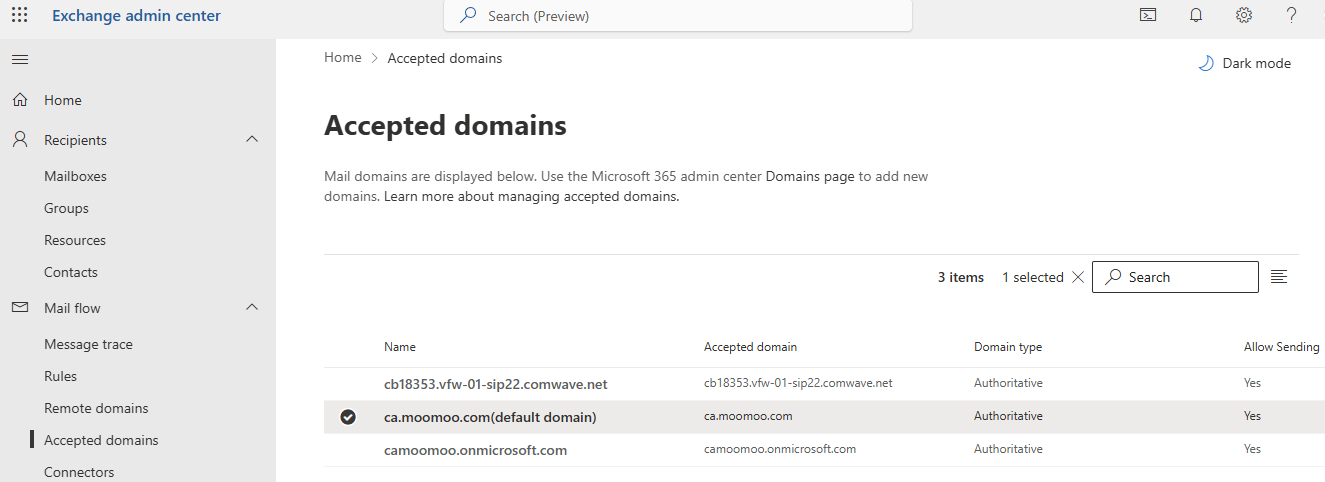 Exchange admin center
Search (Preview)
?
Home > Accepted domains
Dark mode
Home
Recipients
Mailboxes
Groups
Resources
Contacts
Mail flow
Message trace
Rules
Remote domains
Accepted domains
Connectors
Accepted domains
Mail domains are displayed below. Use the Microsoft 365 admin center Domains page to add new
domains. Learn more about managing accepted domains.
3 items 1 selected Search
Name Accepted domain Domain type Allow Sending
cb18353.vfw-01-sip22.comwave.net cb18353.vfw-01-sip22.comwave.net Authoritative Yes
ca.moomoo.com(default domain) ca.moomoo.com Authoritative Yes
camoomoo.onmicrosoft.com camoomoo.onmicrosoft.com Authoritative Yes